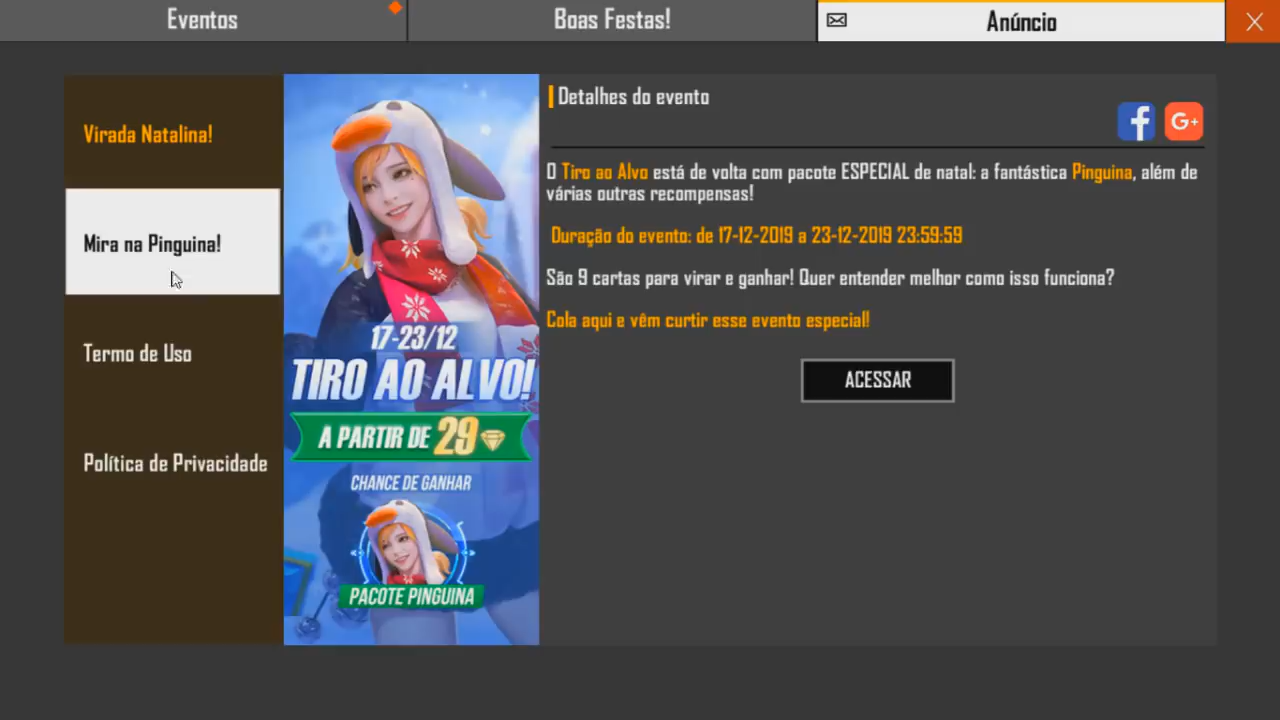 Eventos
Boas Festas!
Anúncio
Virada Natalina!
Mira na Pinguina!
Termo de Uso
Política de Privacidade
17-23/12
TIRO AO ALVO!
A PARTIR DE 29
CHANCE DE GANHAR
PACOTE PINGUINA
Detalhes do evento
f
G+
O Tiro ao Alvo está de volta com pacote ESPECIAL de natal: a fantástica Pinguina, além de
várias outras recompensas!
Duração do evento: de 17-12-2019 a 23-12-2019 23:59:59
São 9 cartas para virar e ganhar! Quer entender melhor como isso funciona?
Cola aqui e vêm curtir esse evento especial!
ACESSAR